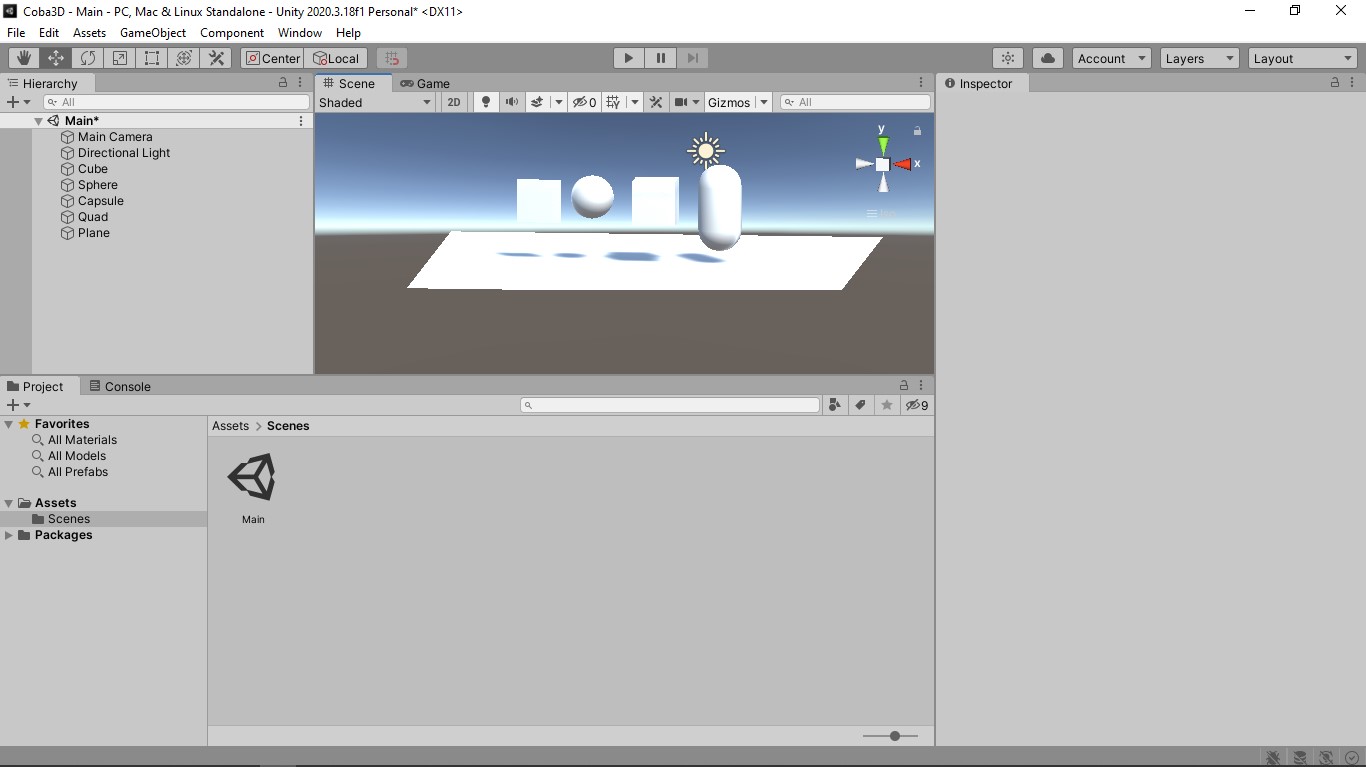 Coba3D - Main - PC, Mac & Linux Standalone - Unity 2020.3.18f1 Personal* <DX11>
File Edit Assets GameObject Component Window Help
Center Local Account Layers Layout
Hierarchy
All
Main*
Main Camera
Directional Light
Cube
Sphere
Capsule
Quad
Plane
Scene Game
Shaded 2D 0 Gizmos All
y
x
Inspector
Project Console
9
Favorites
All Materials
All Models
All Prefabs
Assets
Scenes
Packages
Assets > Scenes
Main